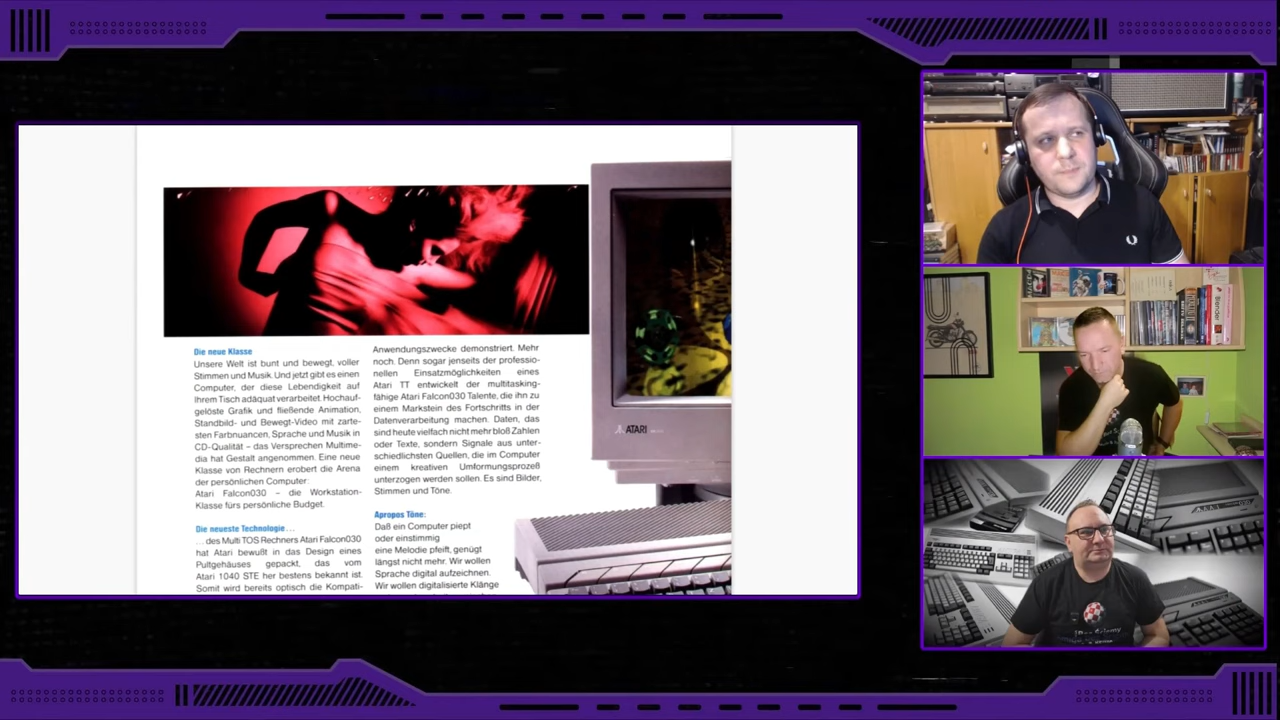 Die neue Klasse
Unsere Welt ist bunt und bewegt, voller
Stimmen und Musik. Und jetzt gibt es einen
Computer, der diese Lebendigkeit auf
Ihrem Tisch adäquat verarbeitet. Hochauf-
gelöste Grafik und fließende Animation,
Standbild- und Bewegt-Video mit zarte-
sten Farbnuancen, Sprache und Musik in
CD-Qualität – das Versprechen Multime-
dia hat Gestalt angenommen. Eine neue
Klasse von Rechnern erobert die Arena
der persönlichen Computer:
Atari Falcon030 – die Workstation-
Klasse fürs persönliche Budget.
Die neueste Technologie...
...des Multi TOS Rechners Atari Falcon030
hat Atari bewußt in das Design eines
Pultgehäuses gepackt, das vom
Atari 1040 STE her bestens bekannt ist.
Somit wird bereits optisch die Kompati-
Anwendungszwecke demonstriert. Mehr
noch. Denn sogar jenseits der professio-
nellen Einsatzmöglichkeiten eines
Atari TT entwickelt der multitasking-
fähige Atari Falcon030 Talente, die ihn zu
einem Markstein des Fortschritts in der
Datenverarbeitung machen. Daten, das
sind heute vielfach nicht mehr bloß Zahlen
oder Texte, sondern Signale aus unter-
schiedlichsten Quellen, die im Computer
einem kreativen Umformungsprozeß
unterzogen werden sollen. Es sind Bilder,
Stimmen und Töne.
Apropos Töne:
Daß ein Computer piept
oder einstimmig
eine Melodie pfeift, genügt
längst nicht mehr. Wir wollen
Sprache digital aufzeichnen.
Wir wollen digitalisierte Klänge
ATARI
Blender